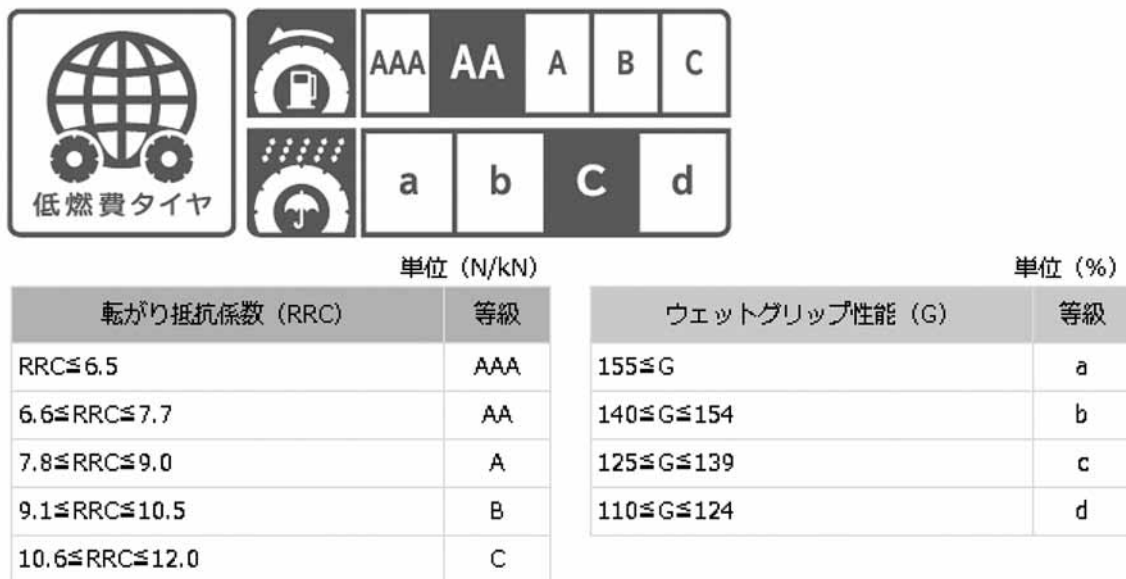 低燃費タイヤ
AAA AA A B C
a b c d
単位（N/kN）
転がり抵抗係数（RRC） 等級
RRC≦6.5 AAA
6.6≦RRC≦7.7 AA
7.8≦RRC≦9.0 A
9.1≦RRC≦10.5 B
10.6≦RRC≦12.0 C
単位（%）
ウェットグリップ性能（G） 等級
155≦G a
140≦G≦154 b
125≦G≦139 c
110≦G≦124 d